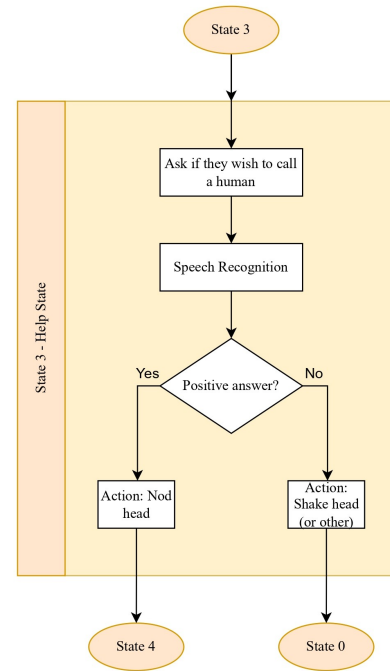 State 3
State 3 - Help State
Ask if they wish to call
a human
Speech Recognition
Positive answer?
Yes
No
Action: Nod
head
Action:
Shake head
(or other)
State 4
State 0